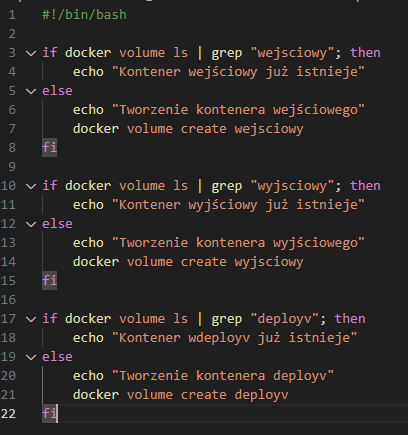 1 #!/bin/bash
2
3 if docker volume ls | grep "wejsciowy"; then
4 echo "Kontener wejściowy już istnieje"
5 else
6 echo "Tworzenie kontenera wejściowego"
7 docker volume create wejsciowy
8 fi
9
10 if docker volume ls | grep "wyjsciowy"; then
11 echo "Kontener wyjściowy już istnieje"
12 else
13 echo "Tworzenie kontenera wyjściowego"
14 docker volume create wyjsciowy
15 fi
16
17 if docker volume ls | grep "deployv"; then
18 echo "Kontener wdeployv już istnieje"
19 else
20 echo "Tworzenie kontenera deployv"
21 docker volume create deployv
22 fi